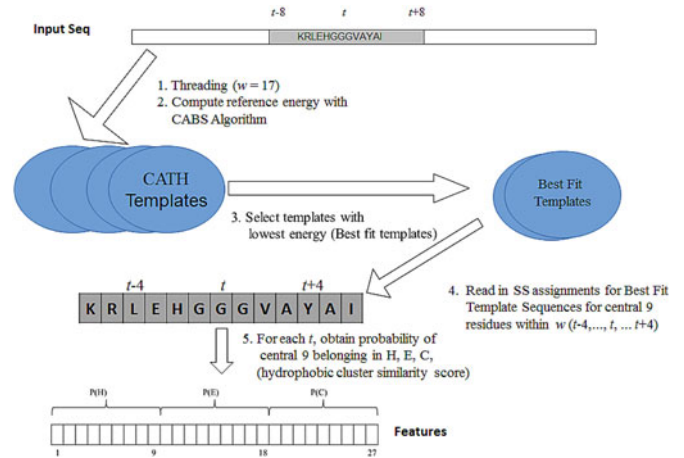 t-8 t t+8
Input Seq
KRLEHGGGVAYAI
1. Threading (w = 17)
2. Compute reference energy with
CABS Algorithm
CATH
Templates
Best Fit
Templates
3. Select templates with
lowest energy (Best fit templates)
t-4 t t+4
K R L E H G G G V A Y A I
4. Read in SS assignments for Best Fit
Template Sequences for central 9
residues within w (t-4,..., t, ... t+4)
5. For each t, obtain probability of
central 9 belonging in H, E, C,
(hydrophobic cluster similarity score)
P(H) P(E) P(C)
Features
1 9 18 27